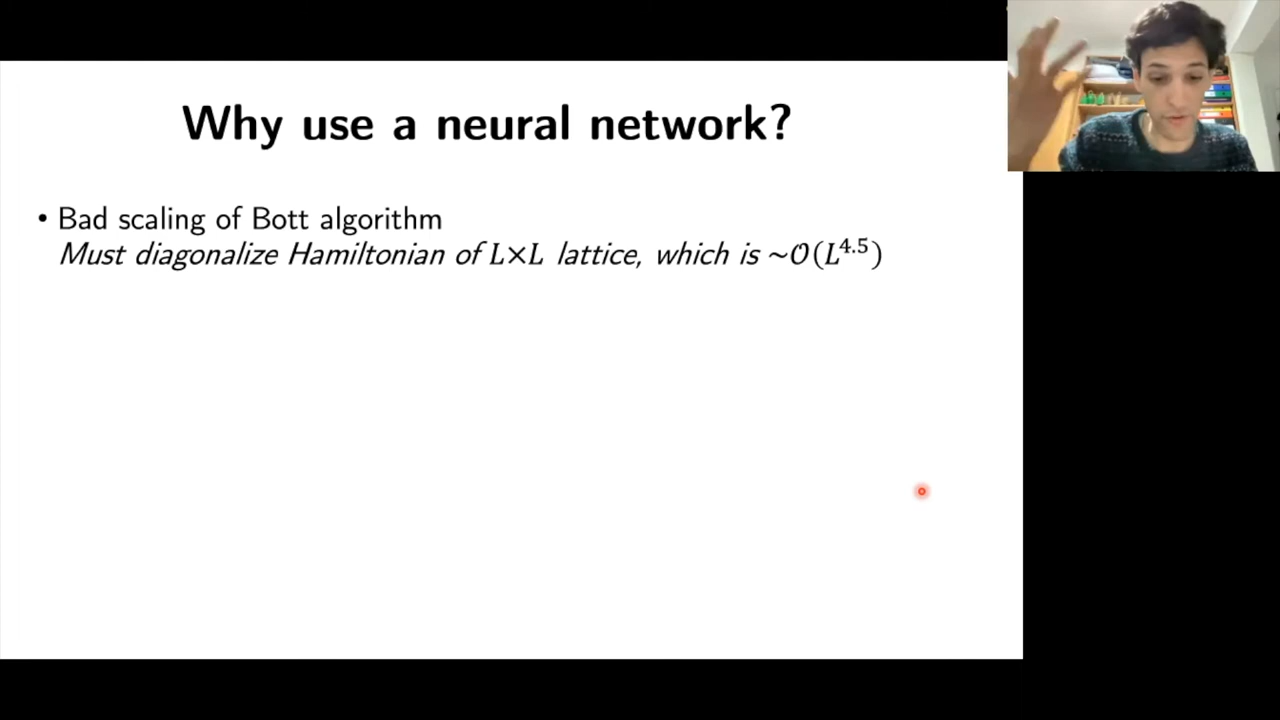 Why use a neural network?
• Bad scaling of Bott algorithm
Must diagonalize Hamiltonian of L×L lattice, which is ~𝒪(L^4.5)